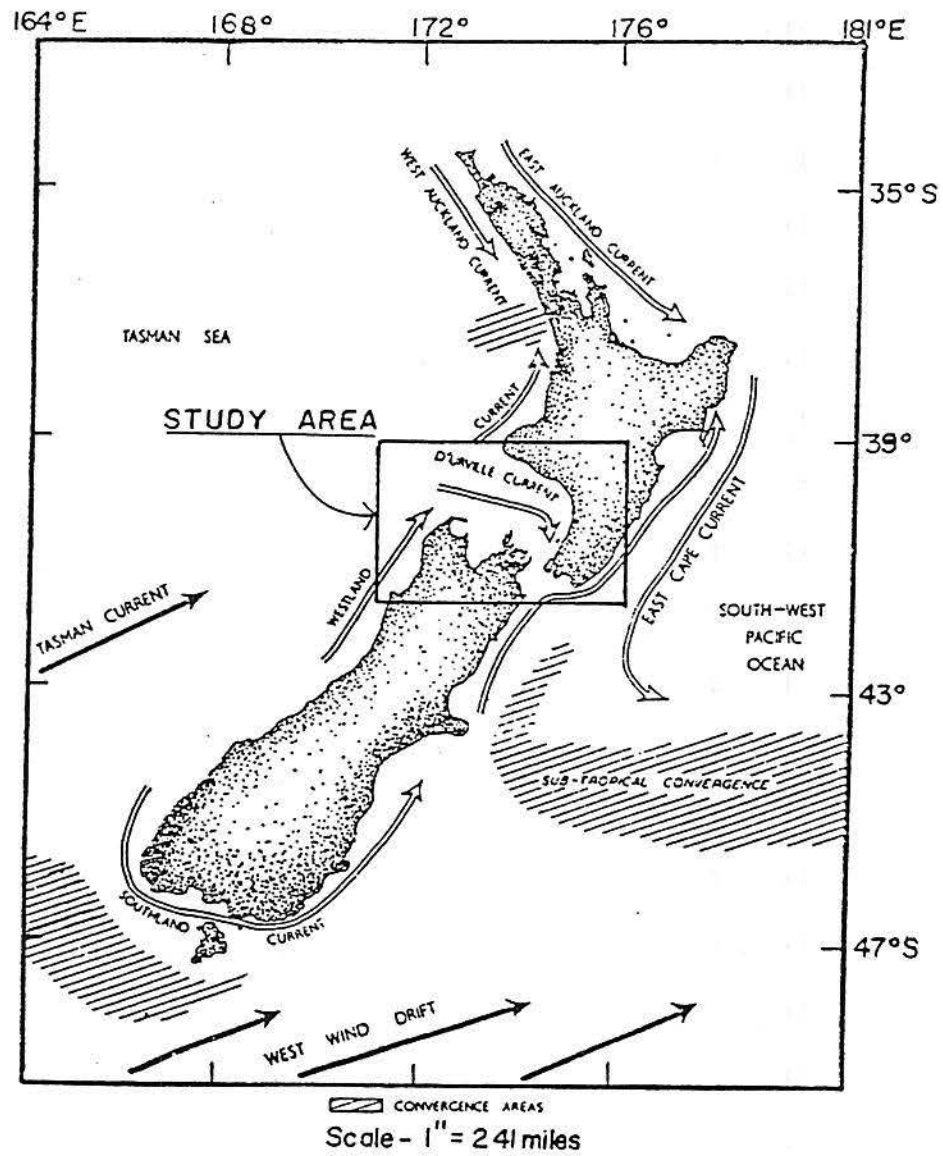 164°E 168° 172° 176° 181°E
WEST AUCKLAND CURRENT
EAST AUCKLAND CURRENT
35°S
TASMAN SEA
STUDY AREA
CURRENT
39°
D'URVILLE CURRENT
WESTLAND
EAST CAPE CURRENT
TASMAN CURRENT
SOUTH-WEST
PACIFIC
OCEAN
43°
SUB-TROPICAL CONVERGENCE
SOUTHLAND CURRENT
47°S
WEST WIND DRIFT
CONVERGENCE AREAS
Scale - 1" = 241 miles